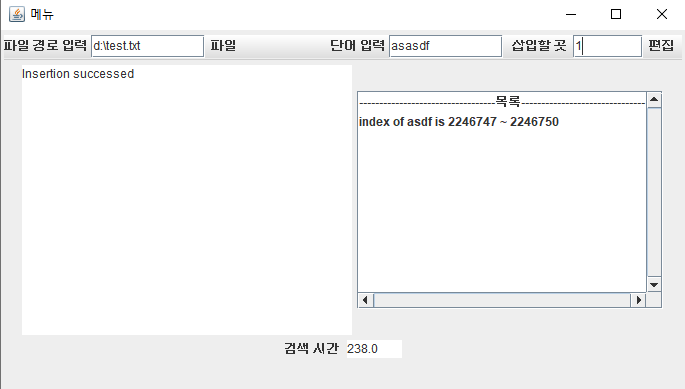 메뉴
파일 경로 입력 d:\test.txt 파일 단어 입력 asasdf 삽입할 곳 1 편집
Insertion successed
------------------------------------목록---------------------------------
index of asdf is 2246747 ~ 2246750
검색 시간 238.0